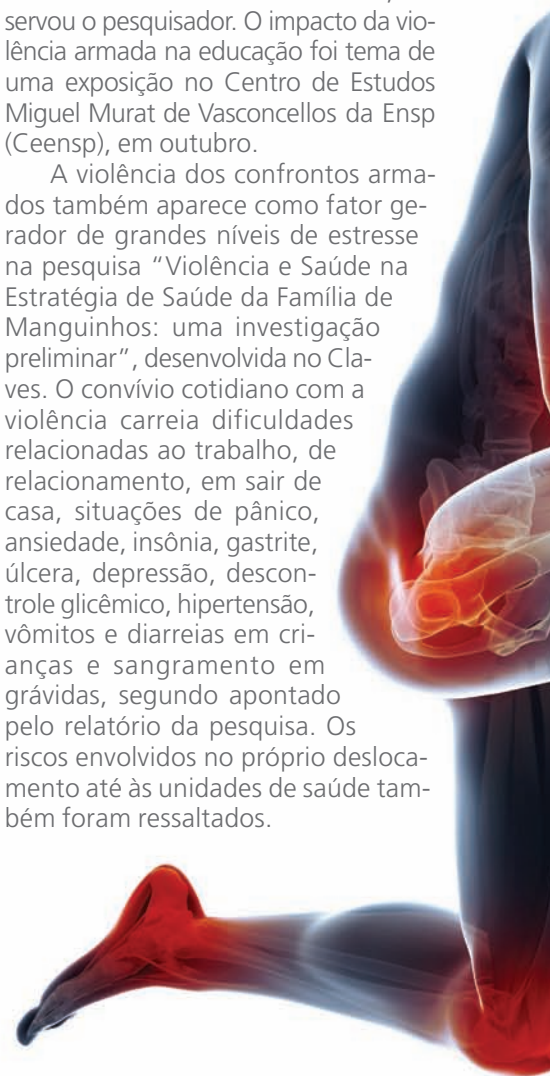 servou o pesquisador. O impacto da vio-
lência armada na educação foi tema de
uma exposição no Centro de Estudos
Miguel Murat de Vasconcellos da Ensp
(Ceensp), em outubro.
A violência dos confrontos arma-
dos também aparece como fator ge-
rador de grandes níveis de estresse
na pesquisa “Violência e Saúde na
Estratégia de Saúde da Família de
Manguinhos: uma investigação
preliminar”, desenvolvida no Cla-
ves. O convívio cotidiano com a
violência carreia dificuldades
relacionadas ao trabalho, de
relacionamento, em sair de
casa, situações de pânico,
ansiedade, insônia, gastrite,
úlcera, depressão, descon-
trole glicêmico, hipertensão,
vômitos e diarreias em cri-
anças e sangramento em
grávidas, segundo apontado
pelo relatório da pesquisa. Os
riscos envolvidos no próprio desloca-
mento até às unidades de saúde tam-
bém foram ressaltados.